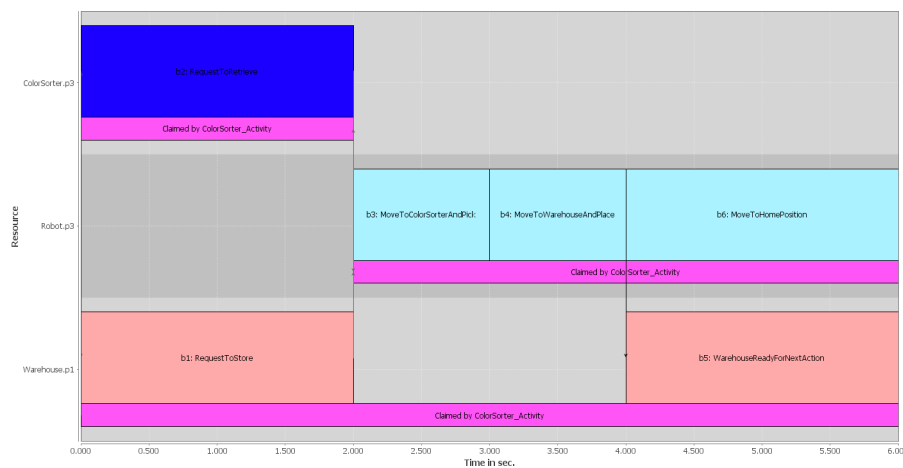 ColorSorter.p3
b2: RequestToRetrieve
Claimed by ColorSorter_Activity
Resource
Robot.p3
b3: MoveToColorSorterAndPick
b4: MoveToWarehouseAndPlace
b6: MoveToHomePosition
Claimed by ColorSorter_Activity
Warehouse.p1
b1: RequestToStore
b5: WarehouseReadyForNextAction
Claimed by ColorSorter_Activity
0.000 0.500 1.000 1.500 2.000 2.500 3.000 3.500 4.000 4.500 5.000 5.500 6.00
Time in sec.